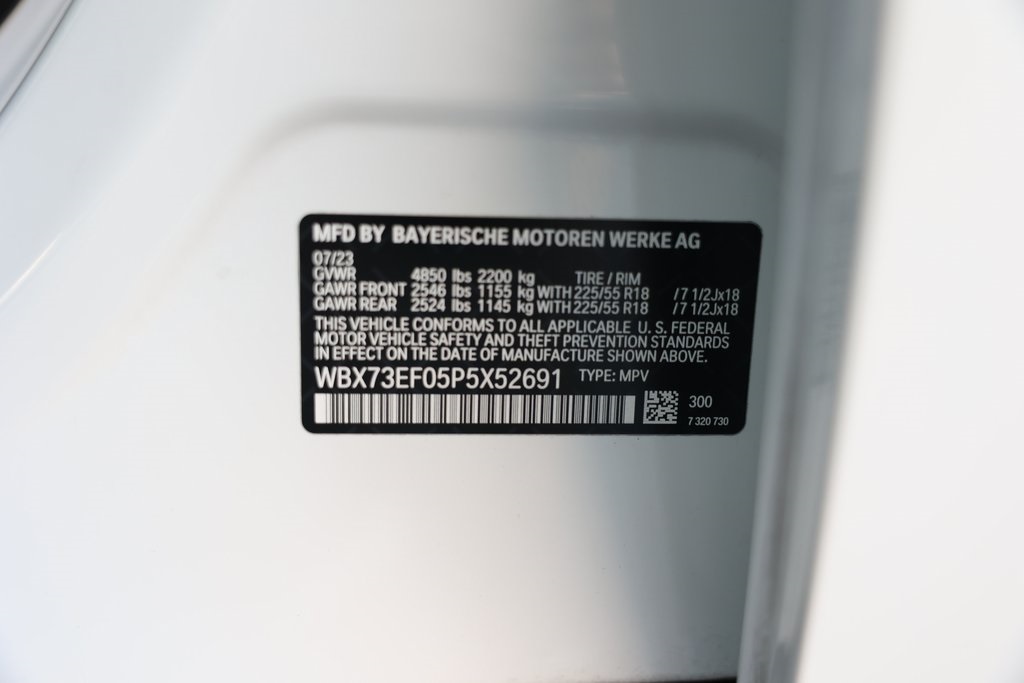 MFD BY BAYERISCHE MOTOREN WERKE AG
07/23
GVWR 4850 lbs 2200 kg TIRE / RIM
GAWR FRONT 2546 lbs 1155 kg WITH 225/55 R18 /7 1/2Jx18
GAWR REAR 2524 lbs 1145 kg WITH 225/55 R18 /7 1/2Jx18
THIS VEHICLE CONFORMS TO ALL APPLICABLE U. S. FEDERAL
MOTOR VEHICLE SAFETY AND THEFT PREVENTION STANDARDS
IN EFFECT ON THE DATE OF MANUFACTURE SHOWN ABOVE.
WBX73EF05P5X52691 TYPE: MPV
300
7 320 730